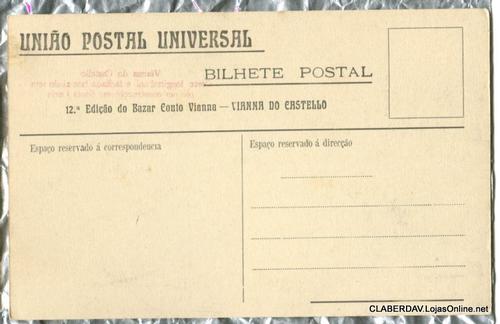 UNIÃO POSTAL UNIVERSAL
BILHETE POSTAL
12.ª Edição do Bazar Couto Vianna — VIANNA DO CASTELLO
Espaço reservado á correspondencia
Espaço reservado á direcção
CLABERDAV.LojasOnline.net